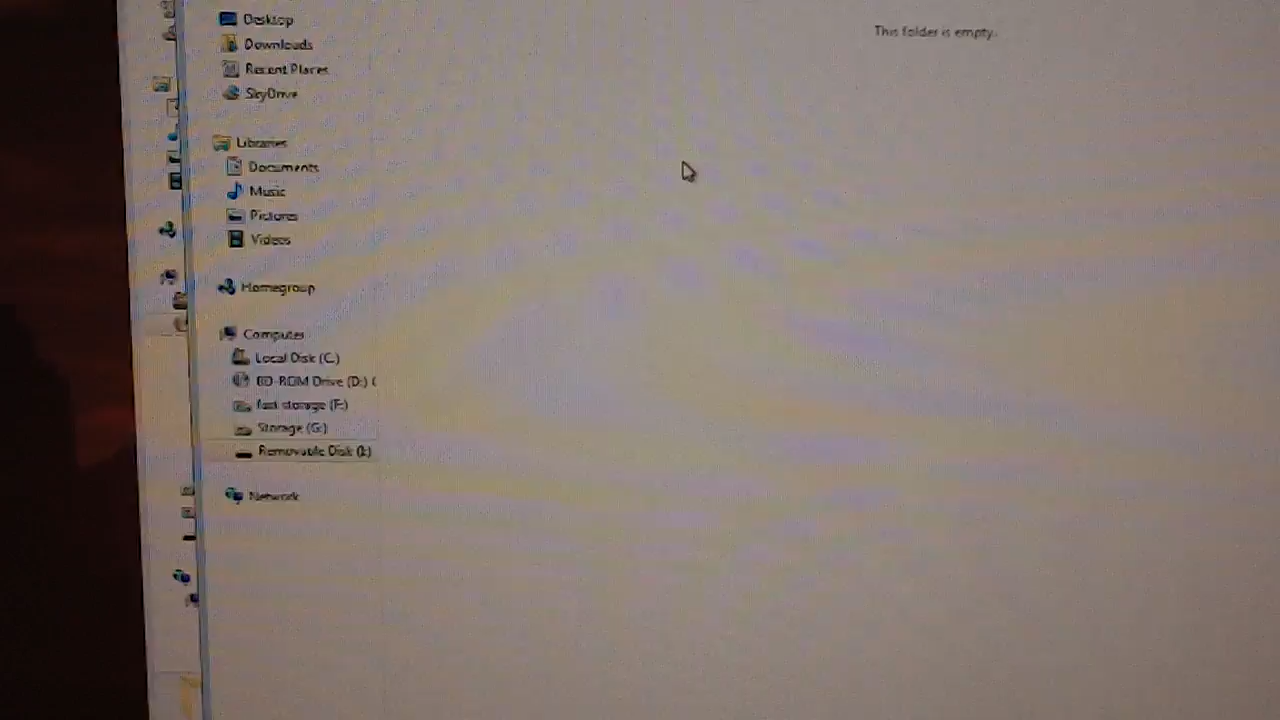 Desktop
This folder is empty.
Downloads
Recent Places
SkyDrive
Libraries
Documents
Music
Pictures
Videos
Homegroup
Computer
Local Disk (C:)
BD-ROM Drive (D:) (
fast storage (F:)
Storage (G:)
Removable Disk (I:)
Network